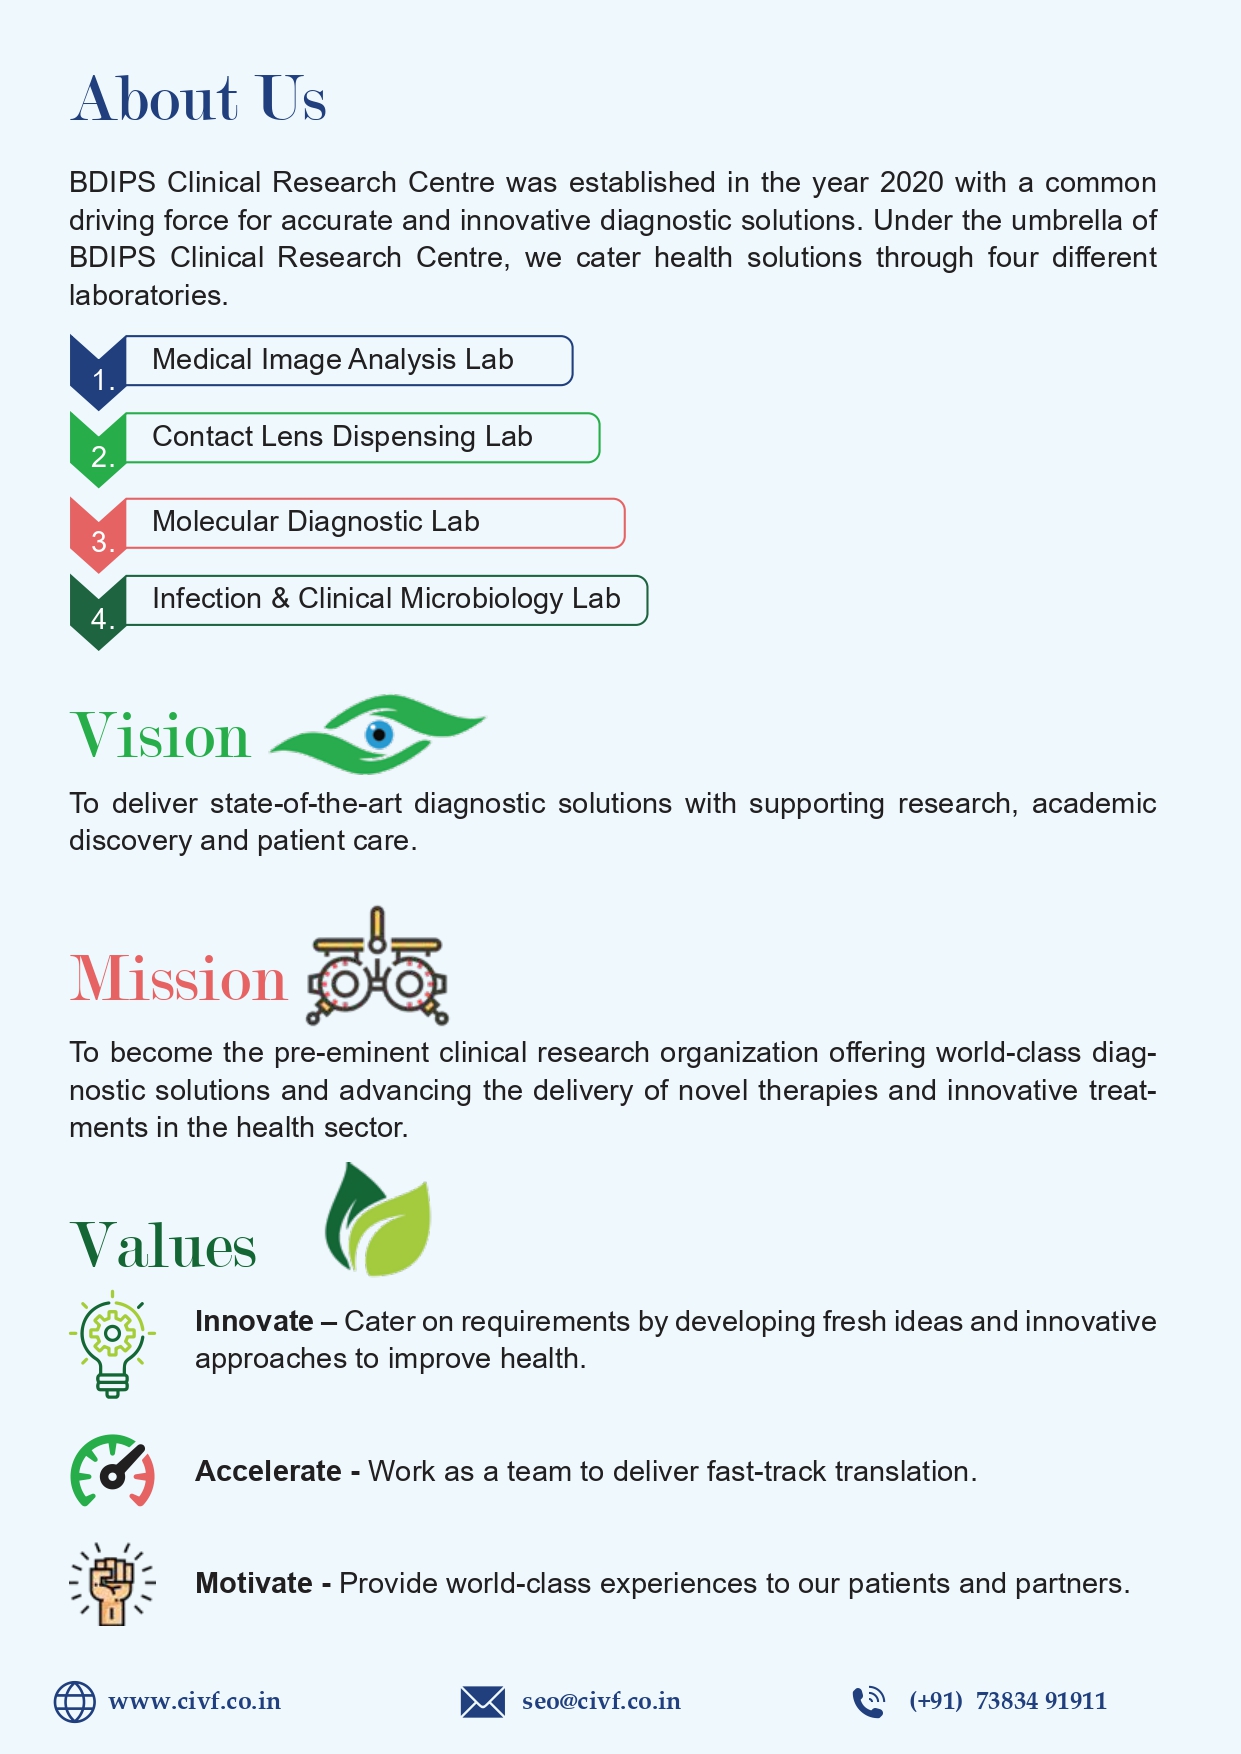 About Us
BDIPS Clinical Research Centre was established in the year 2020 with a common
driving force for accurate and innovative diagnostic solutions. Under the umbrella of
BDIPS Clinical Research Centre, we cater health solutions through four different
laboratories.
1. Medical Image Analysis Lab
2. Contact Lens Dispensing Lab
3. Molecular Diagnostic Lab
4. Infection & Clinical Microbiology Lab
Vision
To deliver state-of-the-art diagnostic solutions with supporting research, academic
discovery and patient care.
Mission
To become the pre-eminent clinical research organization offering world-class diag-
nostic solutions and advancing the delivery of novel therapies and innovative treat-
ments in the health sector.
Values
Innovate – Cater on requirements by developing fresh ideas and innovative
approaches to improve health.
Accelerate - Work as a team to deliver fast-track translation.
Motivate - Provide world-class experiences to our patients and partners.
www.civf.co.in seo@civf.co.in (+91) 73834 91911